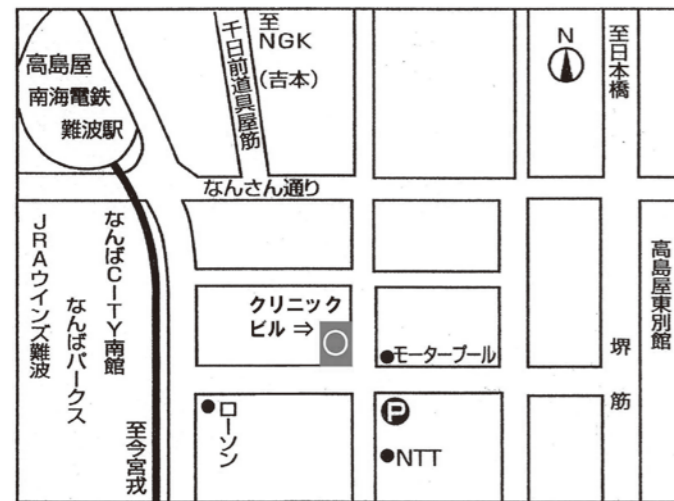 高島屋
南海電鉄
難波駅
千日前道具屋筋
至
NGK
(吉本)
N
至日本橋
なんさん通り
JRAウインズ難波
なんばパークス
なんばCITY南館
至今宮戎
クリニック
ビル ⇒
●モータープール
●ローソン
P
●NTT
堺筋
高島屋東別館